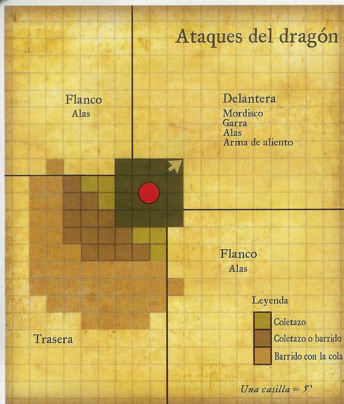 Ataques del dragón
Flanco
Alas
Delantera
Mordisco
Garra
Alas
Arma de aliento
Flanco
Alas
Leyenda
Coletazo
Coletazo o barrido
Barrido con la cola
Trasera
Una casilla = 5'